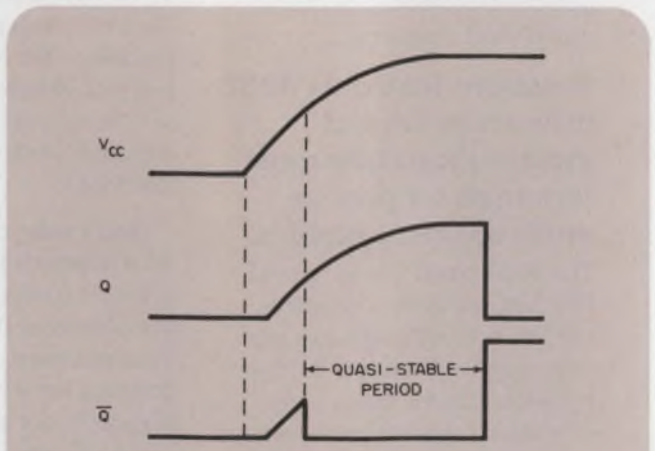 VCC
Q
QUASI-STABLE
PERIOD
Q̅